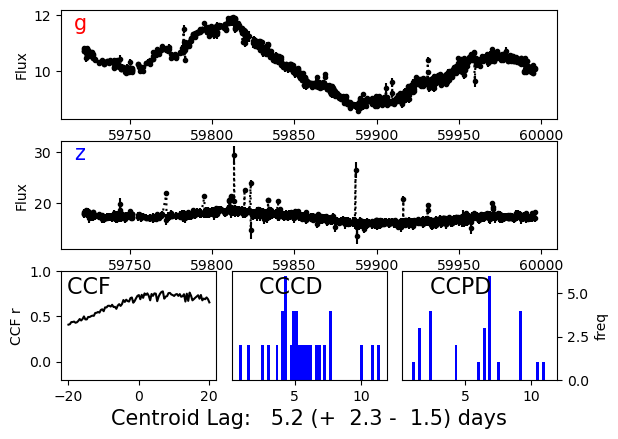 g
Flux
12
10
59750 59800 59850 59900 59950 60000
z
Flux
30
20
59750 59800 59850 59900 59950 60000
CCF
CCF r
1.0
0.5
0.0
−20 0 20
CCCD
5 10
CCPD
5 10
5.0
2.5
0.0
freq
Centroid Lag: 5.2 (+ 2.3 - 1.5) days